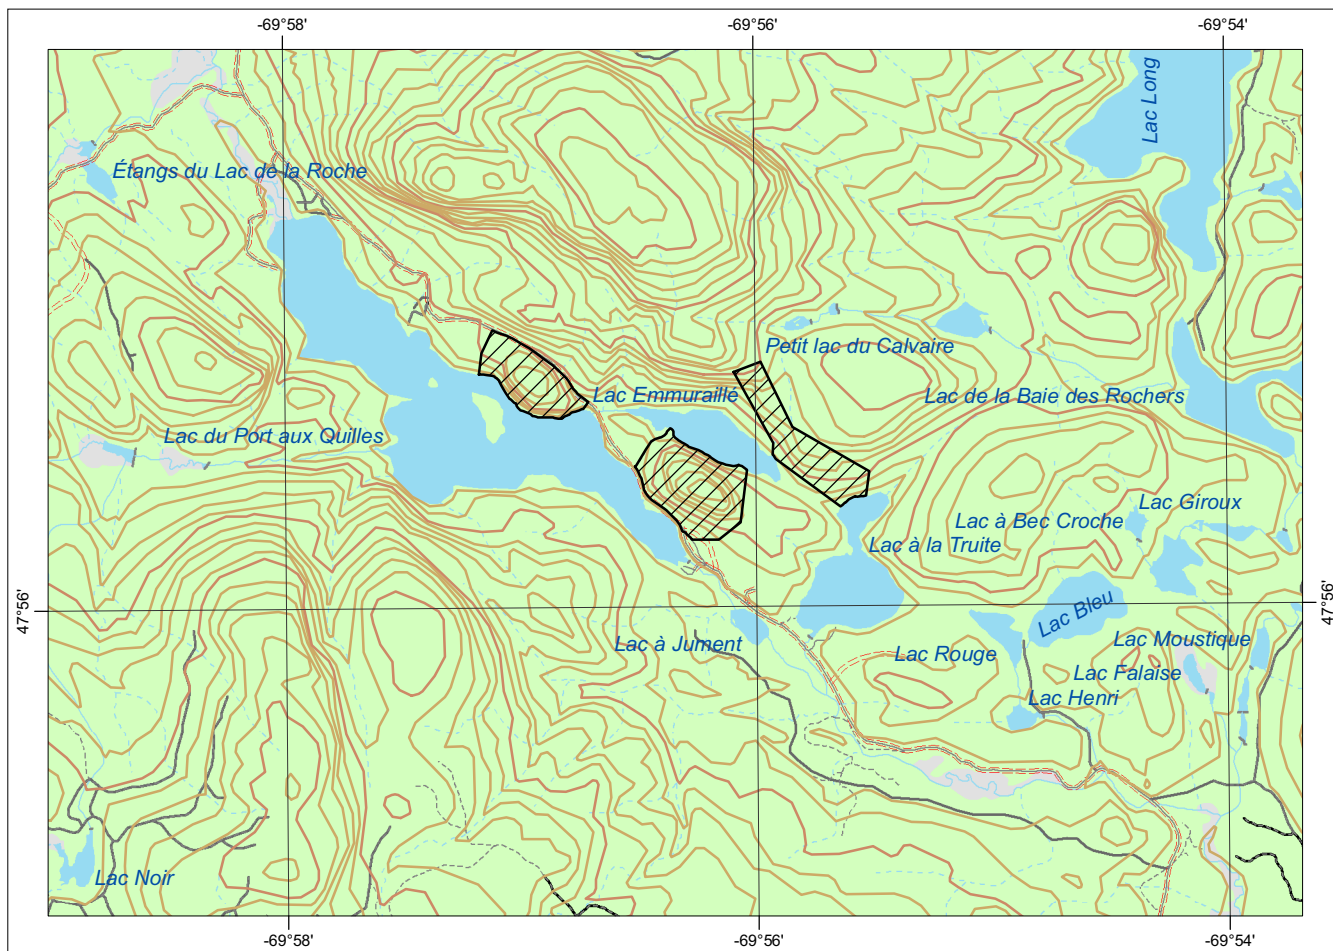 -69°58'
-69°56'
-69°54'
Lac Long
Étangs du Lac de la Roche
Petit lac du Calvaire
Lac Emmuraillé
Lac de la Baie des Rochers
Lac du Port aux Quilles
Lac Giroux
Lac à Bec Croche
Lac à la Truite
47°56'
47°56'
Lac Bleu
Lac à Jument
Lac Moustique
Lac Rouge
Lac Falaise
Lac Henri
Lac Noir
-69°58'
-69°56'
-69°54'